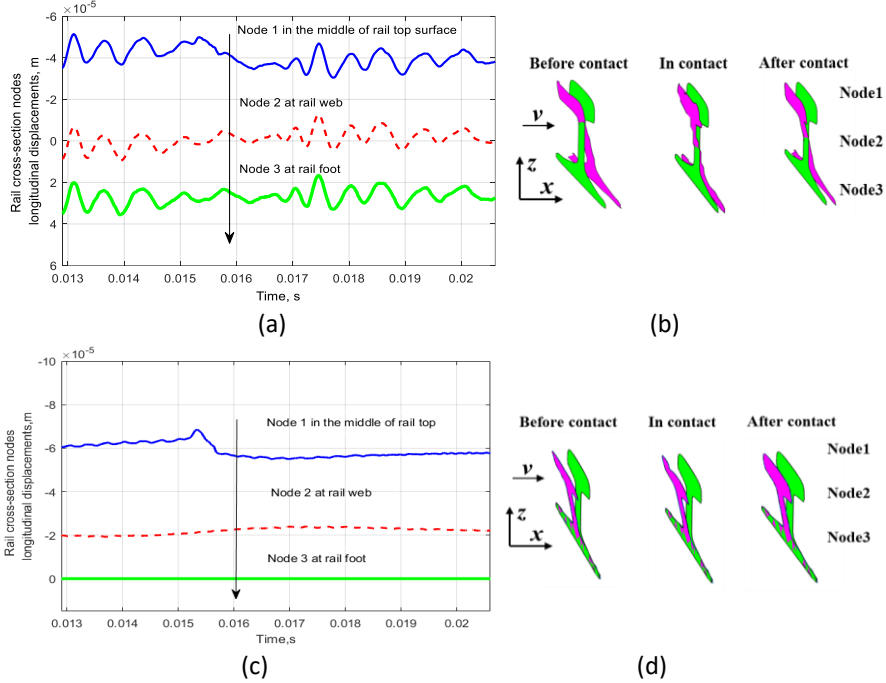 ×10⁻⁵
-6
-4
-2
0
2
4
6
Rail cross-section nodes
longitudinal displacements, m
Node 1 in the middle of rail top surface
Node 2 at rail web
Node 3 at rail foot
0.013 0.014 0.015 0.016 0.017 0.018 0.019 0.02
Time, s
(a)
Before contact In contact After contact
Node1
v
Node2
z
x
Node3
(b)
×10⁻⁵
-10
-8
-6
-4
-2
0
Rail cross-section nodes
longitudinal displacements,m
Node 1 in the middle of rail top
Node 2 at rail web
Node 3 at rail foot
0.013 0.014 0.015 0.016 0.017 0.018 0.019 0.02
Time,s
(c)
Before contact In contact After contact
Node1
v
Node2
z
x
Node3
(d)